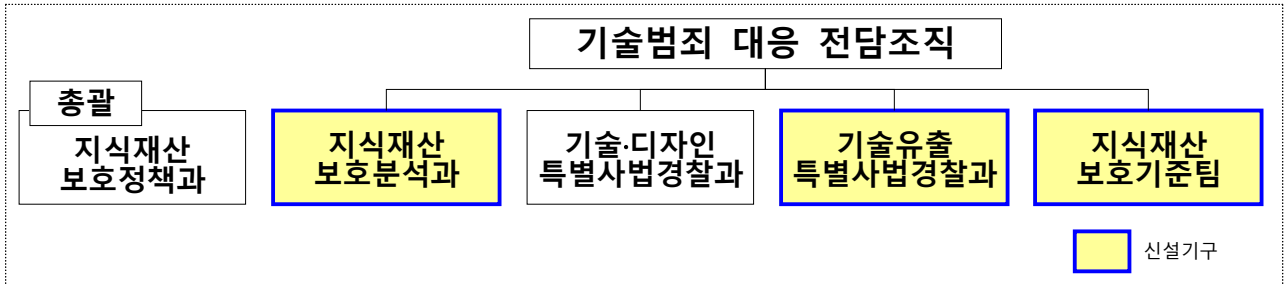 기술범죄 대응 전담조직
총괄
지식재산
보호정책과
지식재산
보호분석과
기술·디자인
특별사법경찰과
기술유출
특별사법경찰과
지식재산
보호기준팀
신설기구